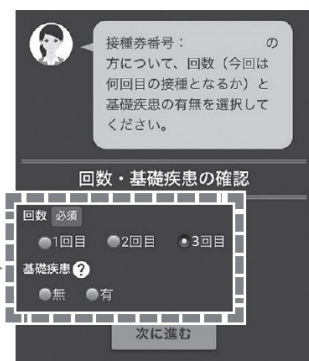 接種券番号：　　　　　の
方について、回数（今回は
何回目の接種となるか）と
基礎疾患の有無を選択して
ください。
回数・基礎疾患の確認
回数 必須
1回目 2回目 3回目
基礎疾患 ?
無 有
次に進む